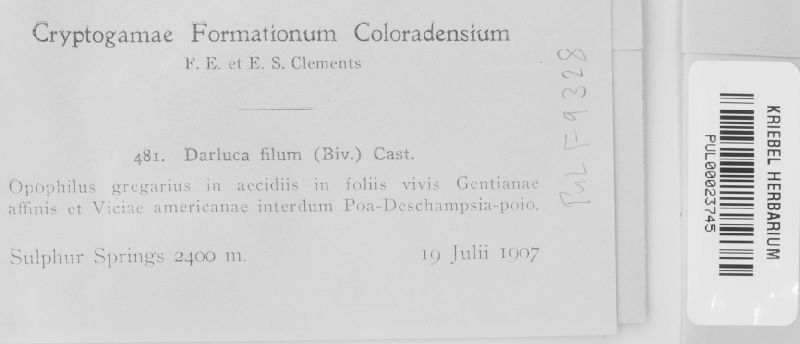 Cryptogamae Formationum Coloradensium
F. E. et E. S. Clements
481. Darluca filum (Biv.) Cast.
Opophilus gregarius in aecidiis in foliis vivis Gentianae
affinis et Viciae americanae interdum Poa-Deschampsia-poio.
Sulphur Springs 2400 m. 19 Julii 1907
PUL F-9328
KRIEBEL HERBARIUM
PUL00023745